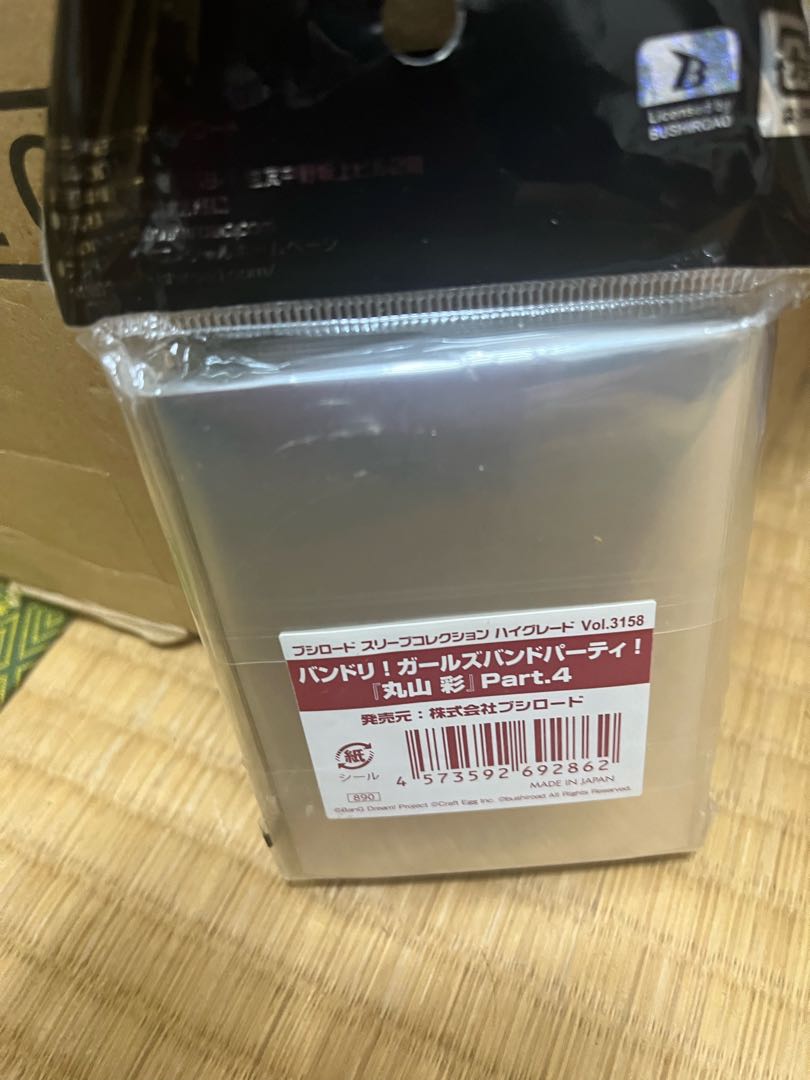 B
Licensed by
BUSHIROAD
ブシロード スリーブコレクション ハイグレード Vol.3158
バンドリ！ガールズバンドパーティ！
『丸山 彩』Part.4
発売元：株式会社ブシロード
紙
シール
4 573592 692862
MADE IN JAPAN
890
©BanG Dream! Project ©Craft Egg Inc. ©bushiroad All Rights Reserved.